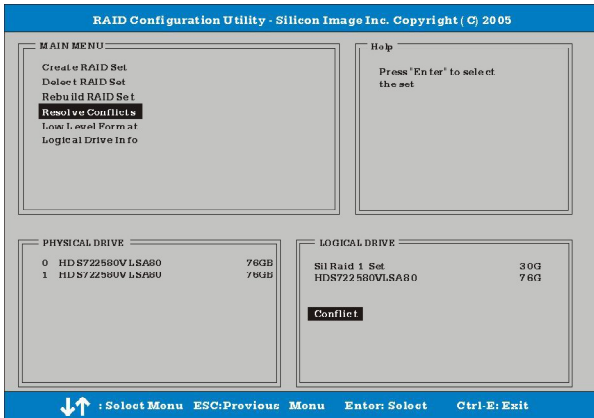 RAID Configuration Utility - Silicon Image Inc. Copyright (C) 2005
MAIN MENU
Create RAID Set
Delect RAID Set
Rebuild RAID Set
Resolve Conflicts
Low Level Format
Logical Drive Info
Help
Press "Enter" to select
the set
PHYSICAL DRIVE
0 HDS722580VLSA80 76GB
1 HDS722580VLSA80 76GB
LOGICAL DRIVE
Sil Raid 1 Set 30G
HDS722580VLSA80 76G
Conflict
↓↑ : Select Menu ESC:Previous Menu Enter: Select Ctrl-E: Exit